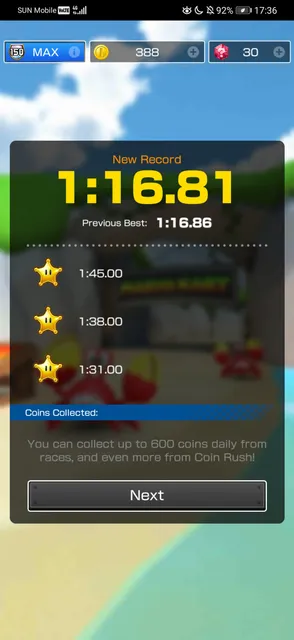 SUN Mobile VoLTE 4G 92% 17:36
150 MAX 388 30
New Record
1:16.81
Previous Best: 1:16.86
1:45.00
1:38.00
1:31.00
Coins Collected:
You can collect up to 600 coins daily from
races, and even more from Coin Rush!
Next